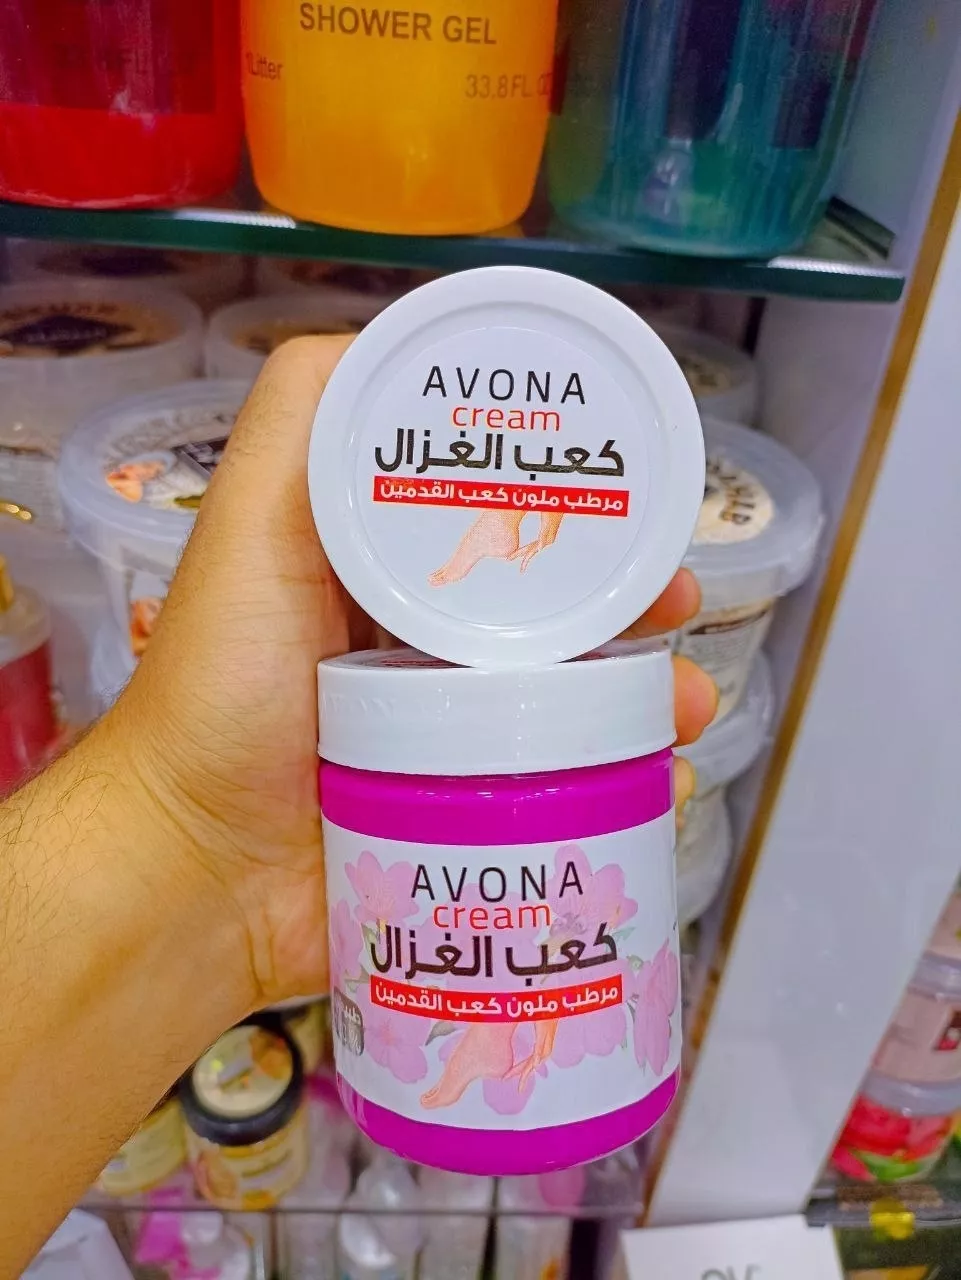 SHOWER GEL
1Litter
33.8 FL
AVONA
cream
كعب الغزال
مرطب ملون كعب القدمين
AVONA
cream
كعب الغزال
مرطب ملون كعب القدمين